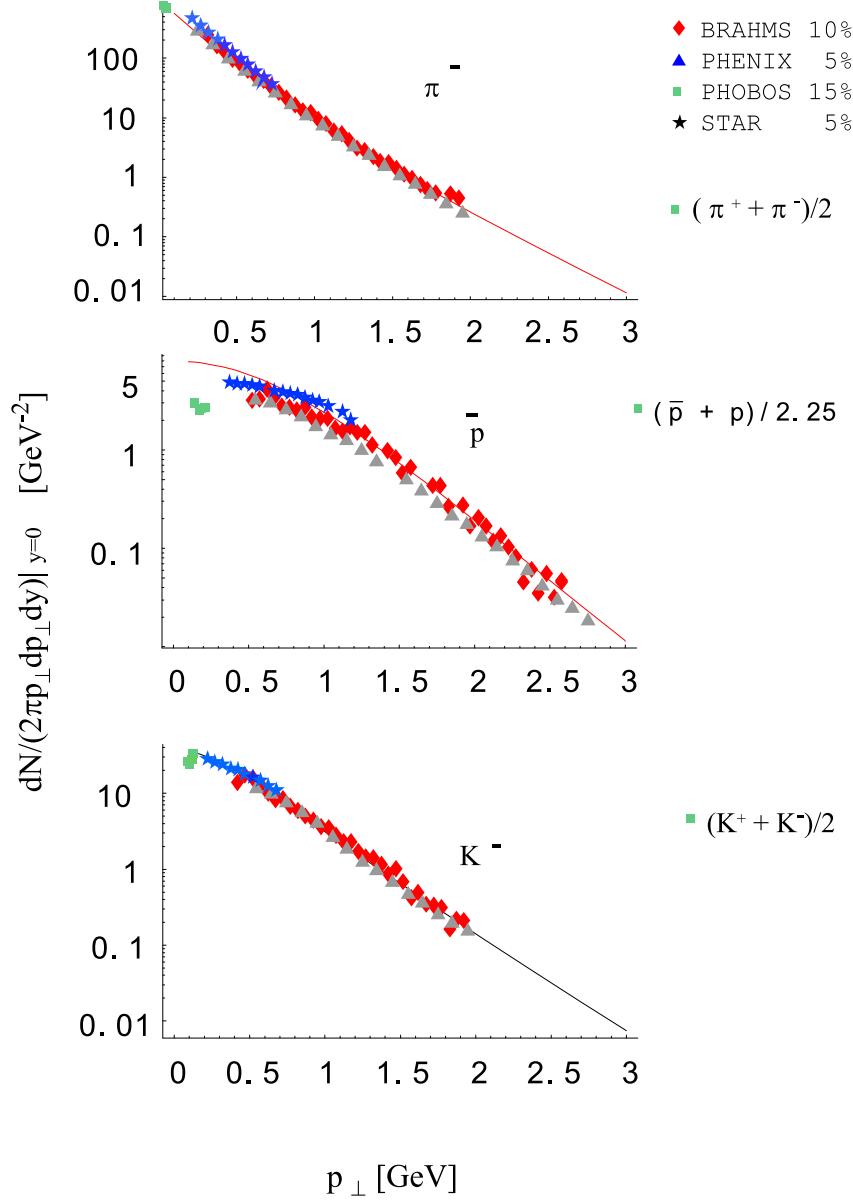 BRAHMS 10%
PHENIX 5%
PHOBOS 15%
STAR 5%
π⁻
(π⁺ + π⁻)/2
100
10
1
0.1
0.01
0.5 1 1.5 2 2.5 3
p̅
(p̅ + p)/2.25
5
1
0.1
0 0.5 1 1.5 2 2.5 3
dN/(2πp⊥dp⊥dy)| y=0 [GeV⁻²]
K⁻
(K⁺ + K⁻)/2
10
1
0.1
0.01
0 0.5 1 1.5 2 2.5 3
p⊥ [GeV]